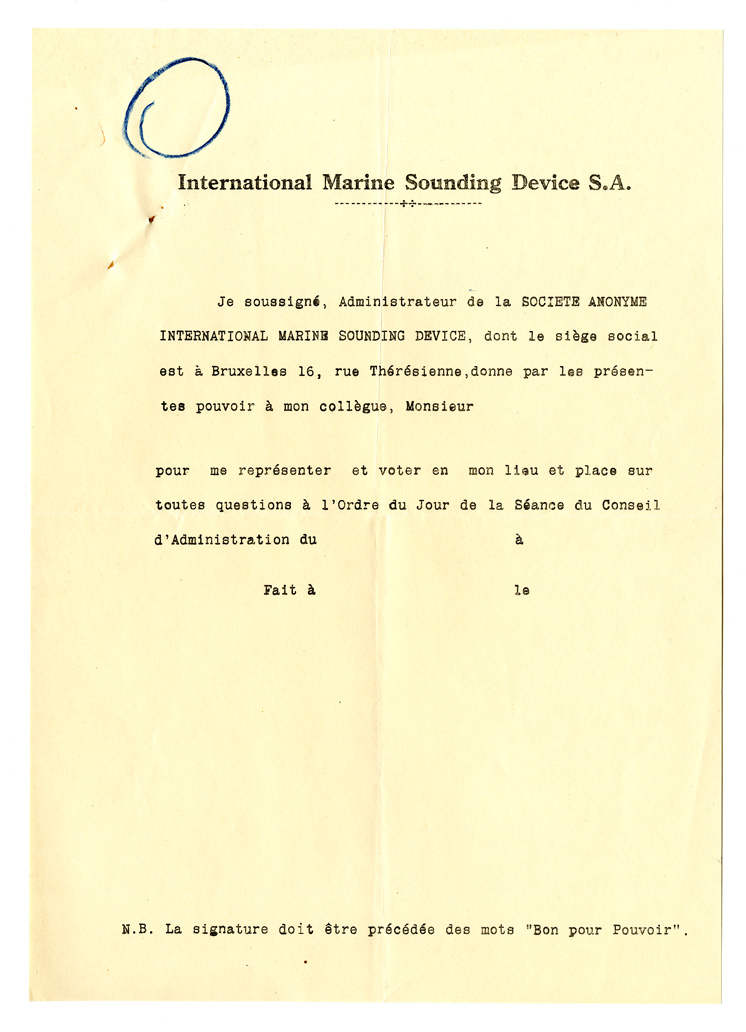 International Marine Sounding Device S.A.
Je soussigné, Administrateur de la SOCIETE ANONYME
INTERNATIONAL MARINE SOUNDING DEVICE, dont le siège social
est à Bruxelles 16, rue Thérésienne,donne par les présen-
tes pouvoir à mon collègue, Monsieur
pour me représenter et voter en mon lieu et place sur
toutes questions à l'Ordre du Jour de la Séance du Conseil
d'Administration du à
Fait à le
N.B. La signature doit être précédée des mots "Bon pour Pouvoir".